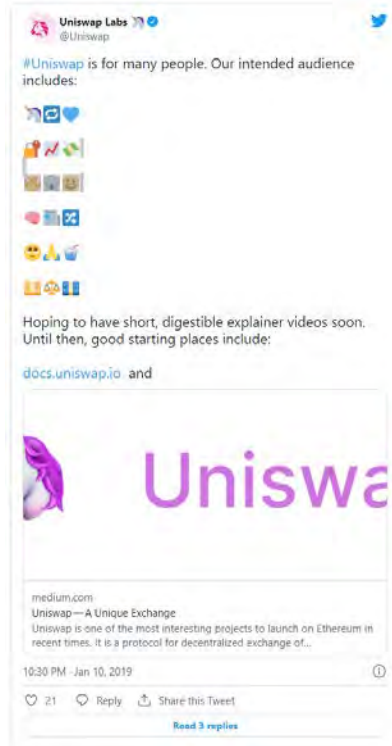 Uniswap Labs
@Uniswap
#Uniswap is for many people. Our intended audience
includes:
Hoping to have short, digestible explainer videos soon.
Until then, good starting places include:
docs.uniswap.io and
Uniswa
medium.com
Uniswap—A Unique Exchange
Uniswap is one of the most interesting projects to launch on Ethereum in
recent times. It is a protocol for decentralized exchange of...
10:30 PM · Jan 10, 2019
21 Reply Share this Tweet
Read 3 replies